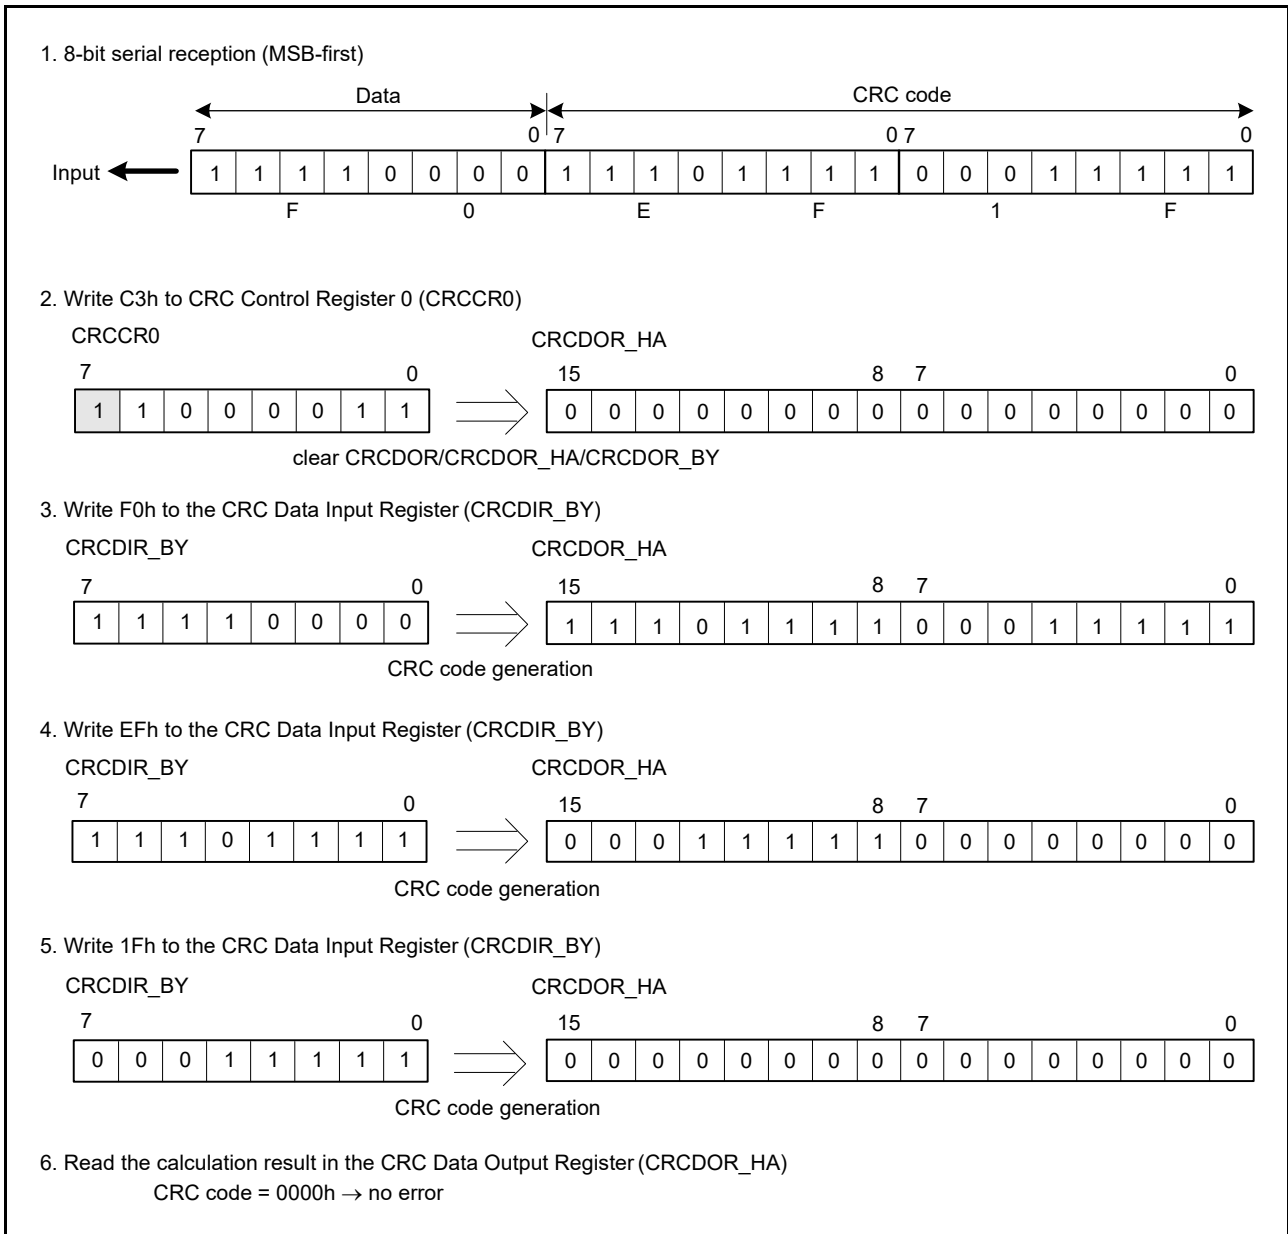 1. 8-bit serial reception (MSB-first)
Data CRC code
7 0 7 0 7 0
Input 1 1 1 1 0 0 0 0 1 1 1 0 1 1 1 1 0 0 0 1 1 1 1 1
F 0 E F 1 F
2. Write C3h to CRC Control Register 0 (CRCCR0)
CRCCR0 CRCDOR_HA
7 0 15 8 7 0
1 1 0 0 0 0 1 1 0 0 0 0 0 0 0 0 0 0 0 0 0 0 0 0
clear CRCDOR/CRCDOR_HA/CRCDOR_BY
3. Write F0h to the CRC Data Input Register (CRCDIR_BY)
CRCDIR_BY CRCDOR_HA
7 0 15 8 7 0
1 1 1 1 0 0 0 0 1 1 1 0 1 1 1 1 0 0 0 1 1 1 1 1
CRC code generation
4. Write EFh to the CRC Data Input Register (CRCDIR_BY)
CRCDIR_BY CRCDOR_HA
7 0 15 8 7 0
1 1 1 0 1 1 1 1 0 0 0 1 1 1 1 1 0 0 0 0 0 0 0 0
CRC code generation
5. Write 1Fh to the CRC Data Input Register (CRCDIR_BY)
CRCDIR_BY CRCDOR_HA
7 0 15 8 7 0
0 0 0 1 1 1 1 1 0 0 0 0 0 0 0 0 0 0 0 0 0 0 0 0
CRC code generation
6. Read the calculation result in the CRC Data Output Register (CRCDOR_HA)
CRC code = 0000h → no error